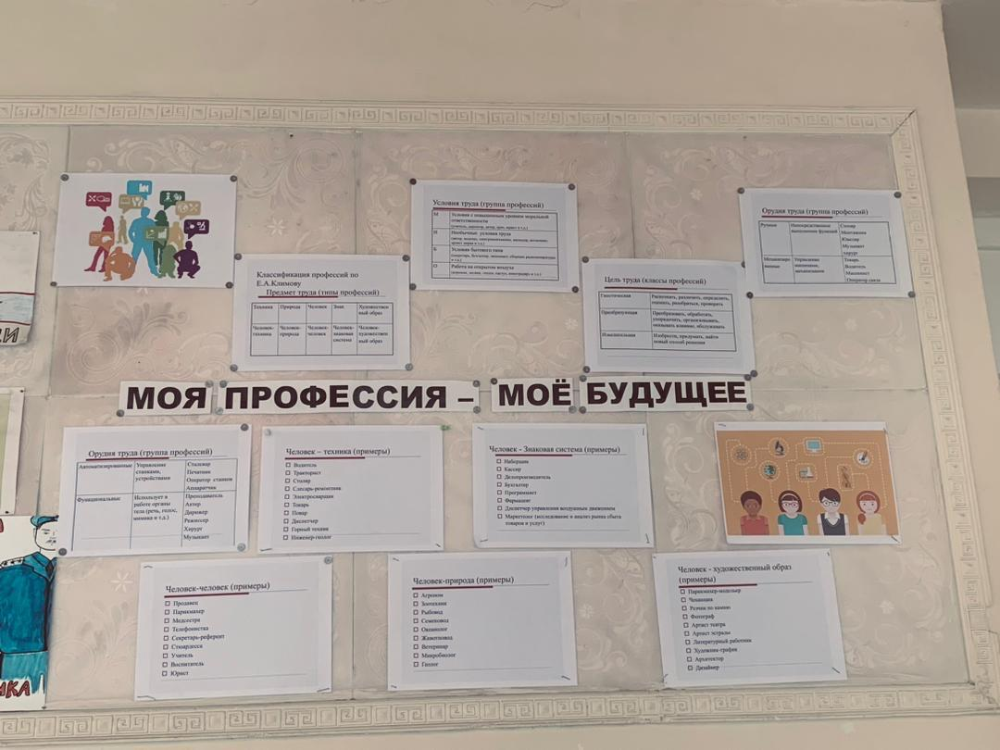 Условия труда (группа профессий)
М Условия с повышенным уровнем моральной
ответственности
Н Необычные условия труда
Б Условия бытового типа
О Работа на открытом воздухе
Орудия труда (группа профессий)
Ручные Непосредственное выполнение функций Столяр
Монтажник
Ювелир
Музыкант
хирург
Механизиро-ванные Управление машинами, механизмами Токарь
Водитель
Машинист
Оператор связи
Классификация профессий по
Е.А.Климову
Предмет труда (типы профессий)
Техника Природа Человек Знак Художествен
ный образ
Человек- Человек- Человек- Человек- Человек-
техника природа человек знаковая художествен
система ный образ
Цель труда (классы профессий)
Гностическая Распознать, различить, определить,
оценить, разобраться, проверить
Преобразующая Преобразовать, обработать,
упорядочить, организовывать,
оказывать влияние, обслуживать
Изыскательная Изобрести, придумать, найти
новый способ решения
КИ
МОЯ ПРОФЕССИЯ – МОЁ БУДУЩЕЕ
Орудия труда (группа профессий)
Автоматизированные Управление Сталевар
станками, Печатник
устройствами Оператор станков
Аппаратчик
Функциональные Использует в Преподаватель
работе органы Актер
тела (речь, голос, Дирижер
мимика и т.д.) Режиссер
Хирург
Музыкант
Человек – техника (примеры)
Водитель
Тракторист
Столяр
Слесарь-ремонтник
Электросварщик
Токарь
Повар
Диспетчер
Горный техник
Инженер-геолог
Человек - Знаковая система (примеры)
Наборщик
Кассир
Делопроизводитель
Бухгалтер
Программист
Фармацевт
Диспетчер управления воздушным движением
Маркетолог (исследование и анализ рынка сбыта
товаров и услуг)
Человек-человек (примеры)
Продавец
Парикмахер
Медсестра
Телефонистка
Секретарь-референт
Стюардесса
Учитель
Воспитатель
Юрист
Человек-природа (примеры)
Агроном
Зоотехник
Рыбовод
Семеновод
Океанолог
Животновод
Ветеринар
Микробиолог
Геолог
Человек - художественный образ
(примеры)
Парикмахер-модельер
Чеканщик
Резчик по камню
Фотограф
Артист театра
Артист эстрады
Литературный работник
Художник-график
Архитектор
Дизайнер
ИКА